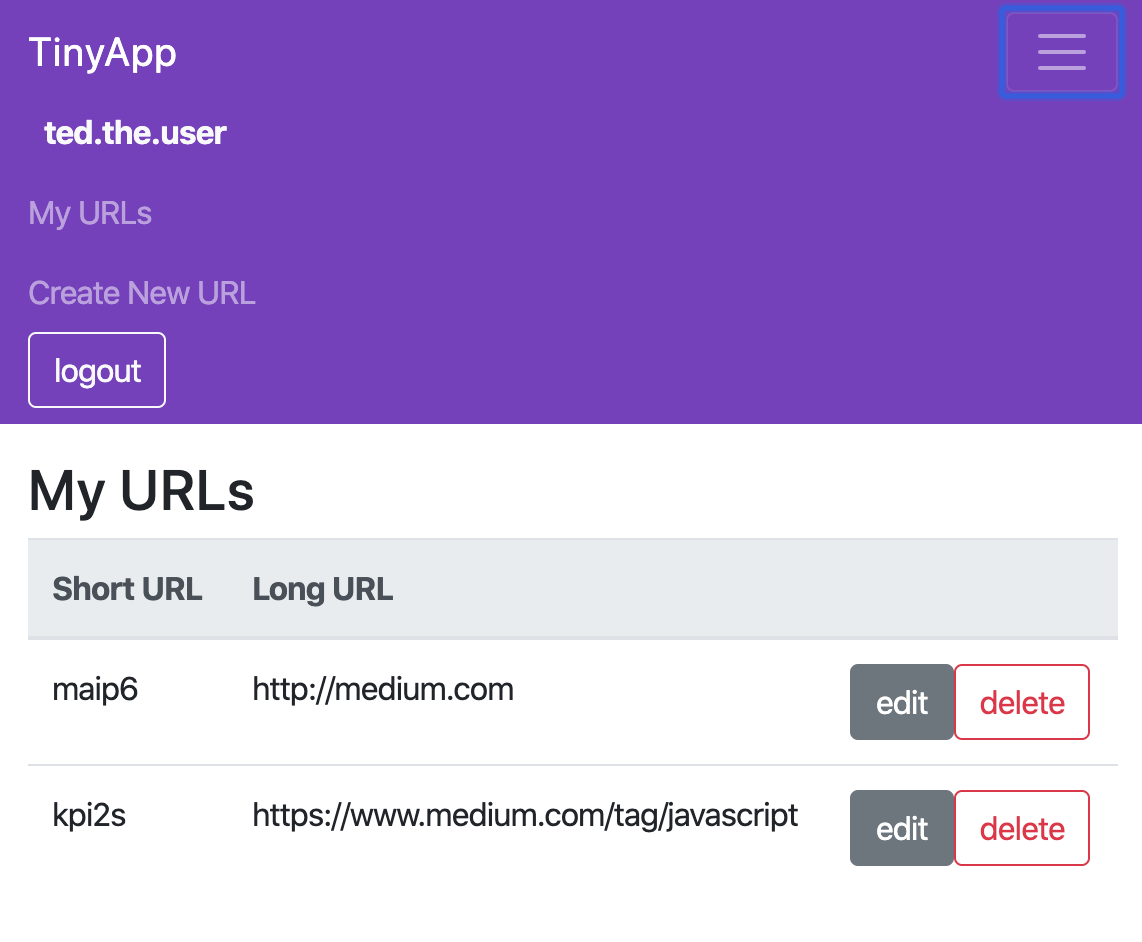 TinyApp
ted.the.user
My URLs
Create New URL
logout
My URLs
Short URL Long URL
maip6 http://medium.com edit delete
kpi2s https://www.medium.com/tag/javascript edit delete